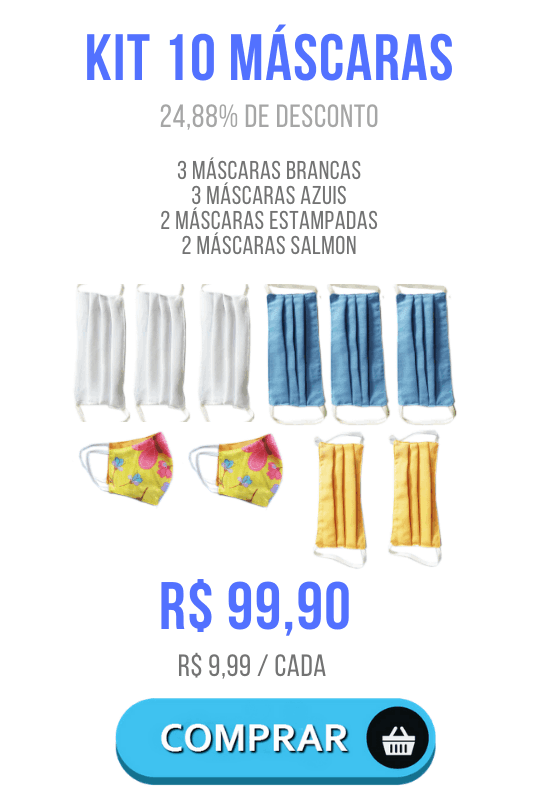 KIT 10 MÁSCARAS
24,88% DE DESCONTO
3 MÁSCARAS BRANCAS
3 MÁSCARAS AZUIS
2 MÁSCARAS ESTAMPADAS
2 MÁSCARAS SALMON
R$ 99,90
R$ 9,99 / CADA
COMPRAR